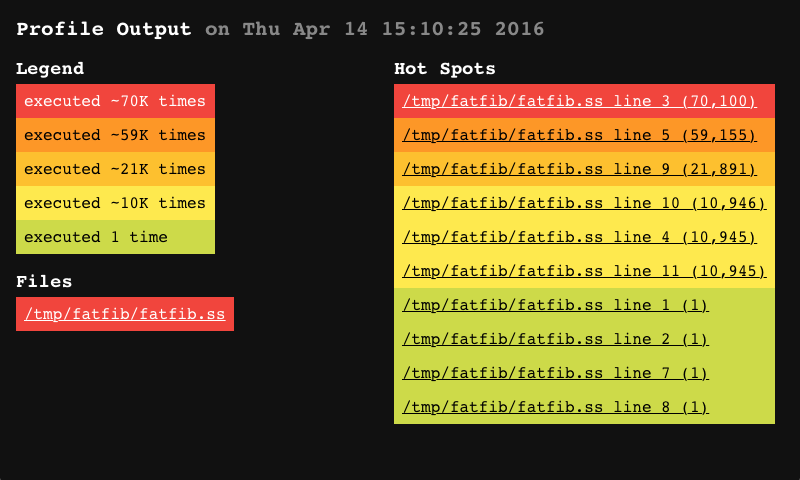 Profile Output on Thu Apr 14 15:10:25 2016
Legend
executed ~70K times
executed ~59K times
executed ~21K times
executed ~10K times
executed 1 time
Files
/tmp/fatfib/fatfib.ss
Hot Spots
/tmp/fatfib/fatfib.ss line 3 (70,100)
/tmp/fatfib/fatfib.ss line 5 (59,155)
/tmp/fatfib/fatfib.ss line 9 (21,891)
/tmp/fatfib/fatfib.ss line 10 (10,946)
/tmp/fatfib/fatfib.ss line 4 (10,945)
/tmp/fatfib/fatfib.ss line 11 (10,945)
/tmp/fatfib/fatfib.ss line 1 (1)
/tmp/fatfib/fatfib.ss line 2 (1)
/tmp/fatfib/fatfib.ss line 7 (1)
/tmp/fatfib/fatfib.ss line 8 (1)